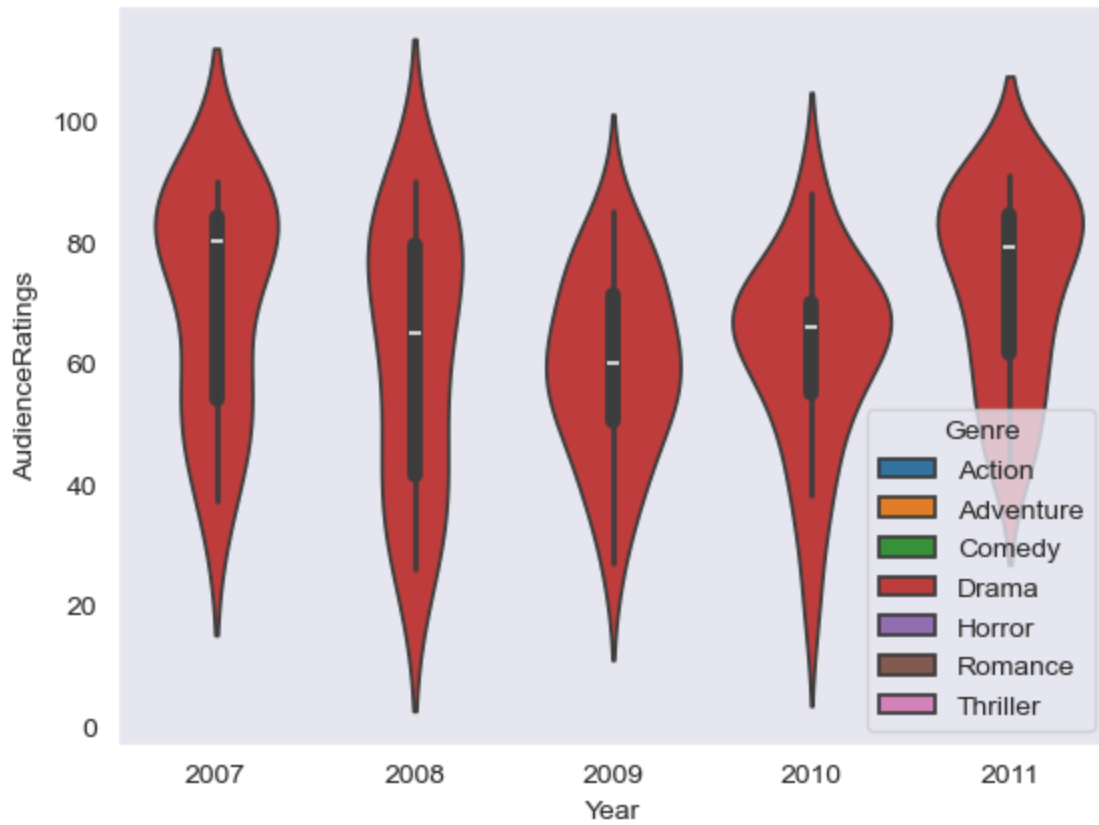 100
80
60
40
20
0
AudienceRatings
2007 2008 2009 2010 2011
Year
Genre
Action
Adventure
Comedy
Drama
Horror
Romance
Thriller